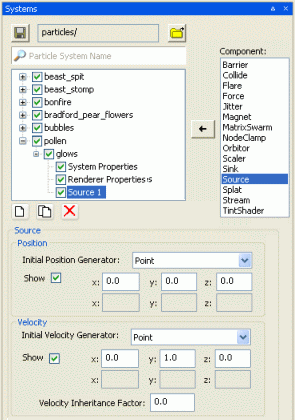 Systems
particles/
Particle System Name
Component:
beast_spit
beast_stomp
bonfire
bradford_pear_flowers
bubbles
pollen
glows
System Properties
Renderer Properties
Source 1
Barrier
Collide
Flare
Force
Jitter
Magnet
MatrixSwarm
NodeClamp
Orbitor
Scaler
Sink
Source
Splat
Stream
TintShader
Source
Position
Initial Position Generator: Point
Show x: 0.0 y: 0.0 z: 0.0
x: y: z:
Velocity
Initial Velocity Generator: Point
Show x: 0.0 y: 1.0 z: 0.0
x: y: z:
Velocity Inheritance Factor: 0.0